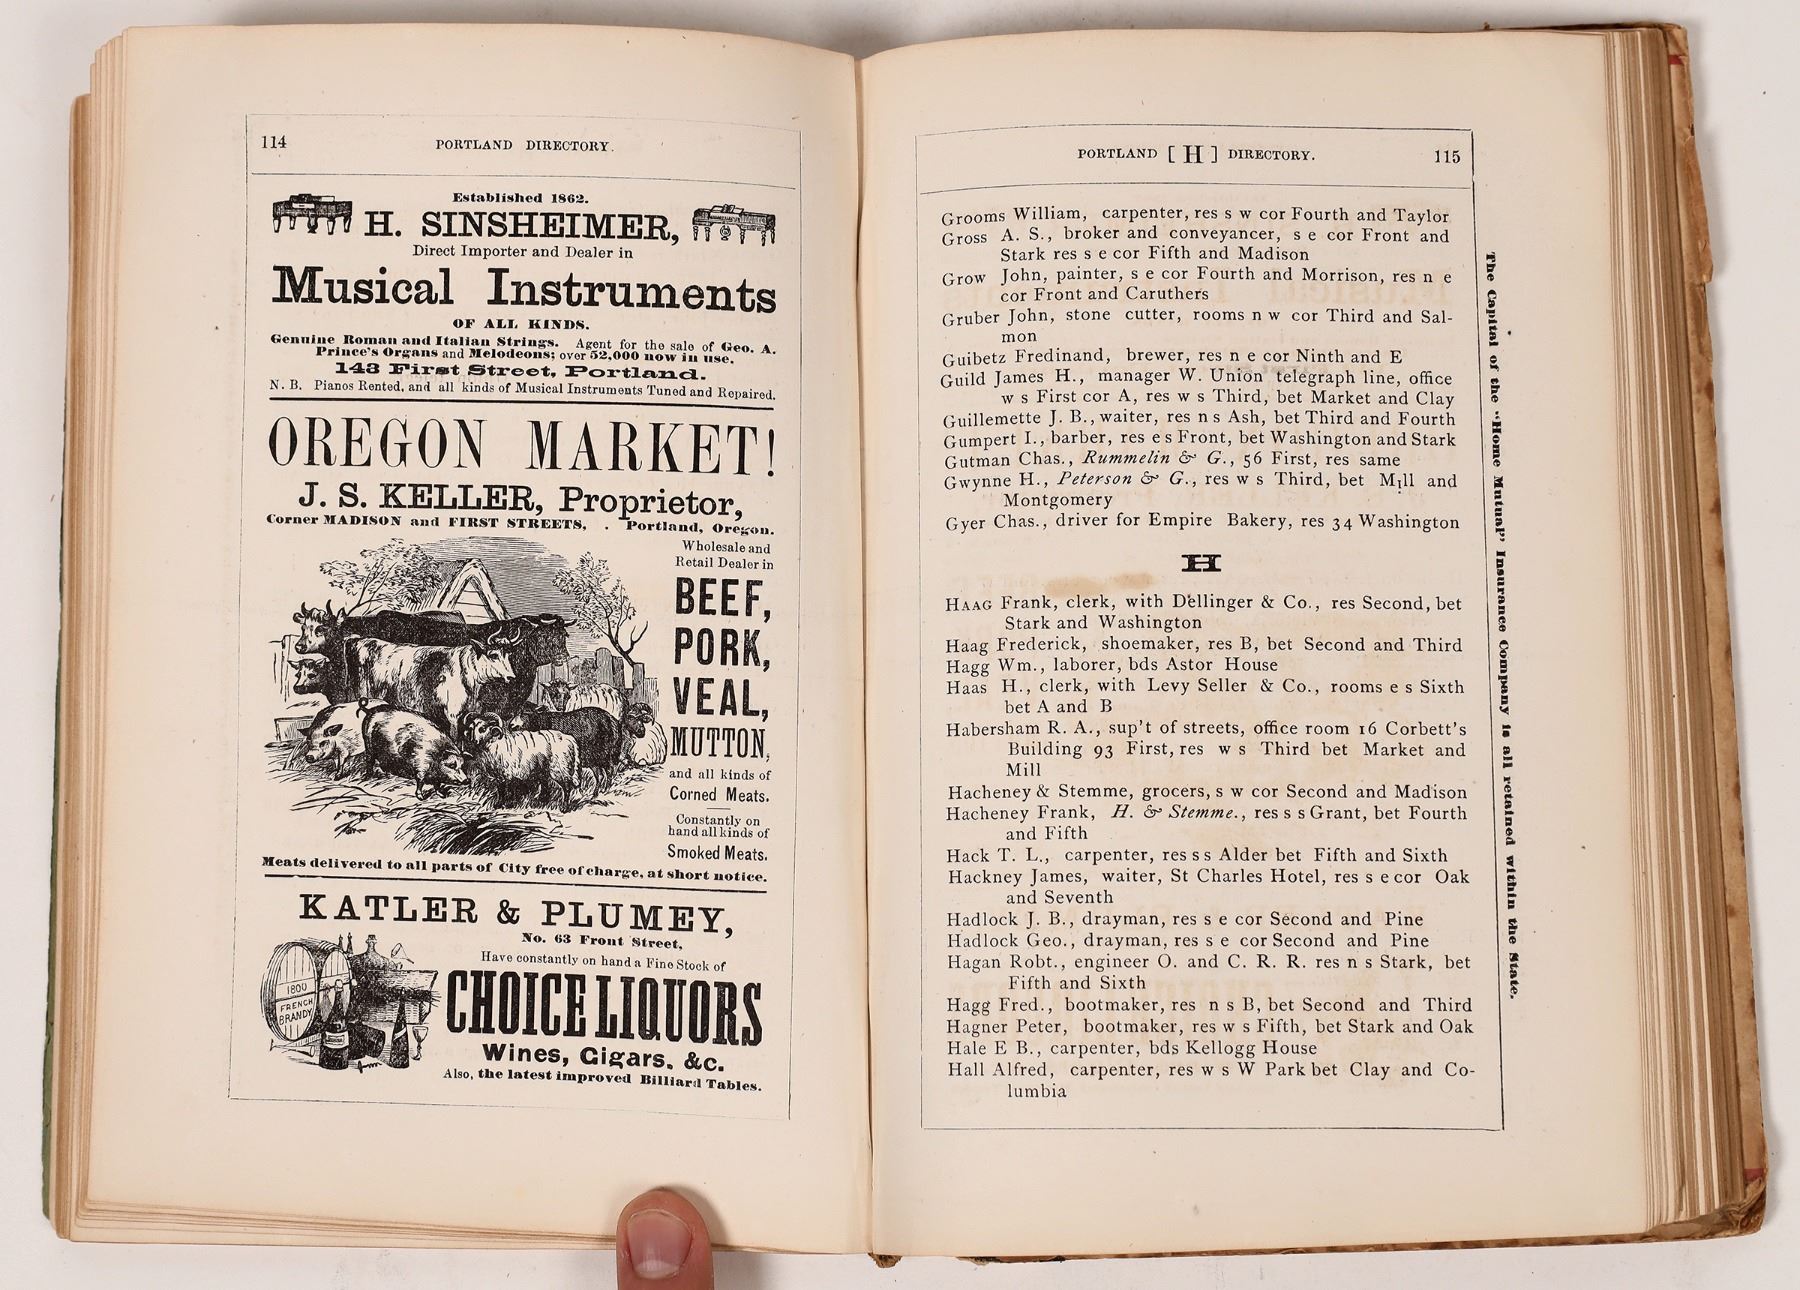 114
PORTLAND DIRECTORY.
Established 1862.
H. SINSHEIMER,
Direct Importer and Dealer in
Musical Instruments
OF ALL KINDS.
Genuine Roman and Italian Strings. Agent for the sale of Geo. A.
Prince's Organs and Melodeons; over 52,000 now in use.
143 First Street, Portland.
N. B. Pianos Rented, and all kinds of Musical Instruments Tuned and Repaired.
OREGON MARKET!
J. S. KELLER, Proprietor,
Corner MADISON and FIRST STREETS, . Portland, Oregon.
Wholesale and
Retail Dealer in
BEEF,
PORK,
VEAL,
MUTTON,
and all kinds of
Corned Meats.
Constantly on
hand all kinds of
Smoked Meats.
Meats delivered to all parts of City free of charge, at short notice.
KATLER & PLUMEY,
No. 63 Front Street,
Have constantly on hand a Fine Stock of
1800
FRENCH
BRANDY
CHOICE LIQUORS
Wines, Cigars, &c.
Also, the latest improved Billiard Tables.
PORTLAND [ H ] DIRECTORY.
115
Grooms William, carpenter, res s w cor Fourth and Taylor
Gross A. S., broker and conveyancer, s e cor Front and
Stark res s e cor Fifth and Madison
Grow John, painter, s e cor Fourth and Morrison, res n e
cor Front and Caruthers
Gruber John, stone cutter, rooms n w cor Third and Sal-
mon
Guibetz Fredinand, brewer, res n e cor Ninth and E
Guild James H., manager W. Union telegraph line, office
w s First cor A, res w s Third, bet Market and Clay
Guillemette J. B., waiter, res n s Ash, bet Third and Fourth
Gumpert I., barber, res e s Front, bet Washington and Stark
Gutman Chas., Rummelin & G., 56 First, res same
Gwynne H., Peterson & G., res w s Third, bet Mill and
Montgomery
Gyer Chas., driver for Empire Bakery, res 34 Washington
H
HAAG Frank, clerk, with Dellinger & Co., res Second, bet
Stark and Washington
Haag Frederick, shoemaker, res B, bet Second and Third
Hagg Wm., laborer, bds Astor House
Haas H., clerk, with Levy Seller & Co., rooms e s Sixth
bet A and B
Habersham R. A., sup't of streets, office room 16 Corbett's
Building 93 First, res w s Third bet Market and
Mill
Hacheney & Stemme, grocers, s w cor Second and Madison
Hacheney Frank, H. & Stemme., res s s Grant, bet Fourth
and Fifth
Hack T. L., carpenter, res s s Alder bet Fifth and Sixth
Hackney James, waiter, St Charles Hotel, res s e cor Oak
and Seventh
Hadlock J. B., drayman, res s e cor Second and Pine
Hadlock Geo., drayman, res s e cor Second and Pine
Hagan Robt., engineer O. and C. R. R. res n s Stark, bet
Fifth and Sixth
Hagg Fred., bootmaker, res n s B, bet Second and Third
Hagner Peter, bootmaker, res w s Fifth, bet Stark and Oak
Hale E B., carpenter, bds Kellogg House
Hall Alfred, carpenter, res w s W Park bet Clay and Co-
lumbia
The Capital of the "Home Mutual" Insurance Company is all retained within the State.